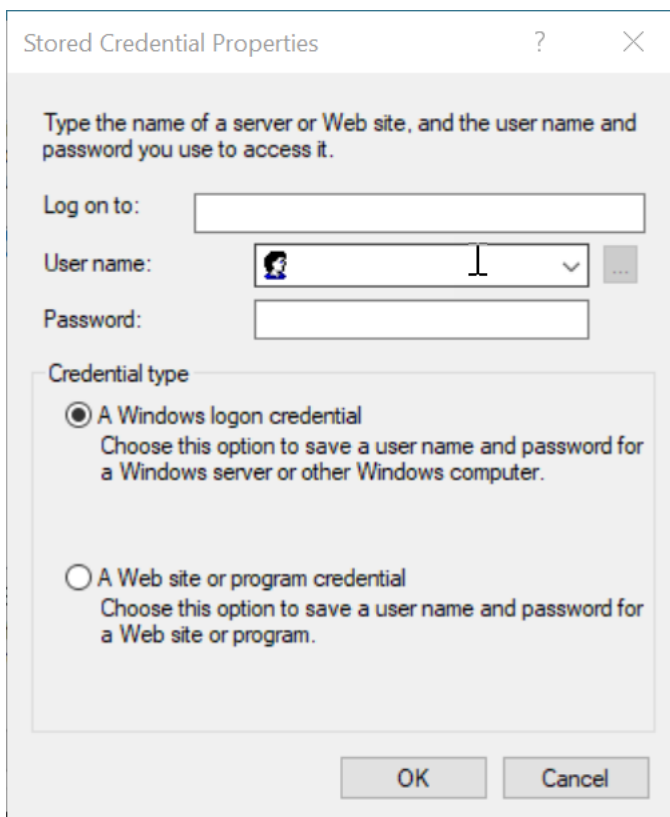 Stored Credential Properties
Type the name of a server or Web site, and the user name and
password you use to access it.
Log on to:
User name:
...
Password:
Credential type
A Windows logon credential
Choose this option to save a user name and password for
a Windows server or other Windows computer.
A Web site or program credential
Choose this option to save a user name and password for
a Web site or program.
OK Cancel